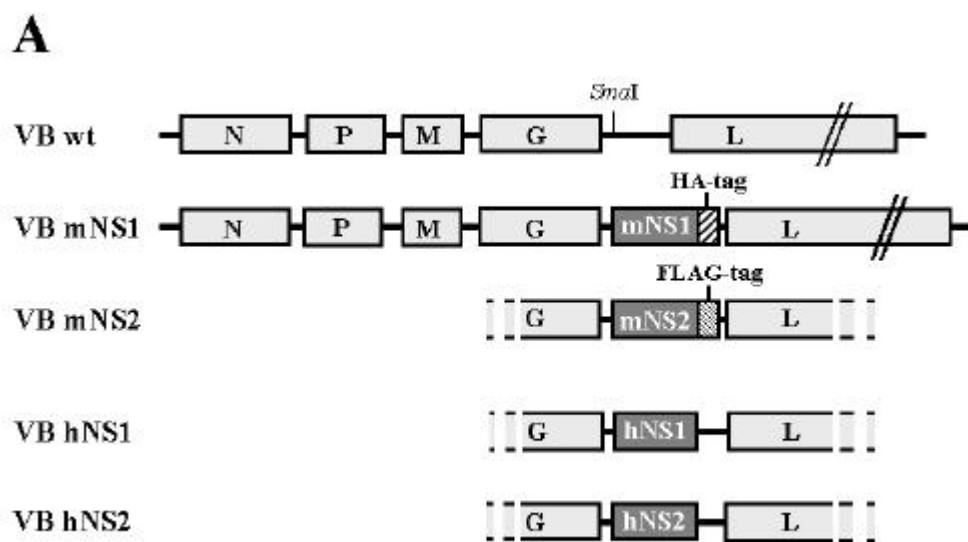 A
SmaI
VB wt N P M G L
HA-tag
VB mNS1 N P M G mNS1 L
FLAG-tag
VB mNS2 G mNS2 L
VB hNS1 G hNS1 L
VB hNS2 G hNS2 L